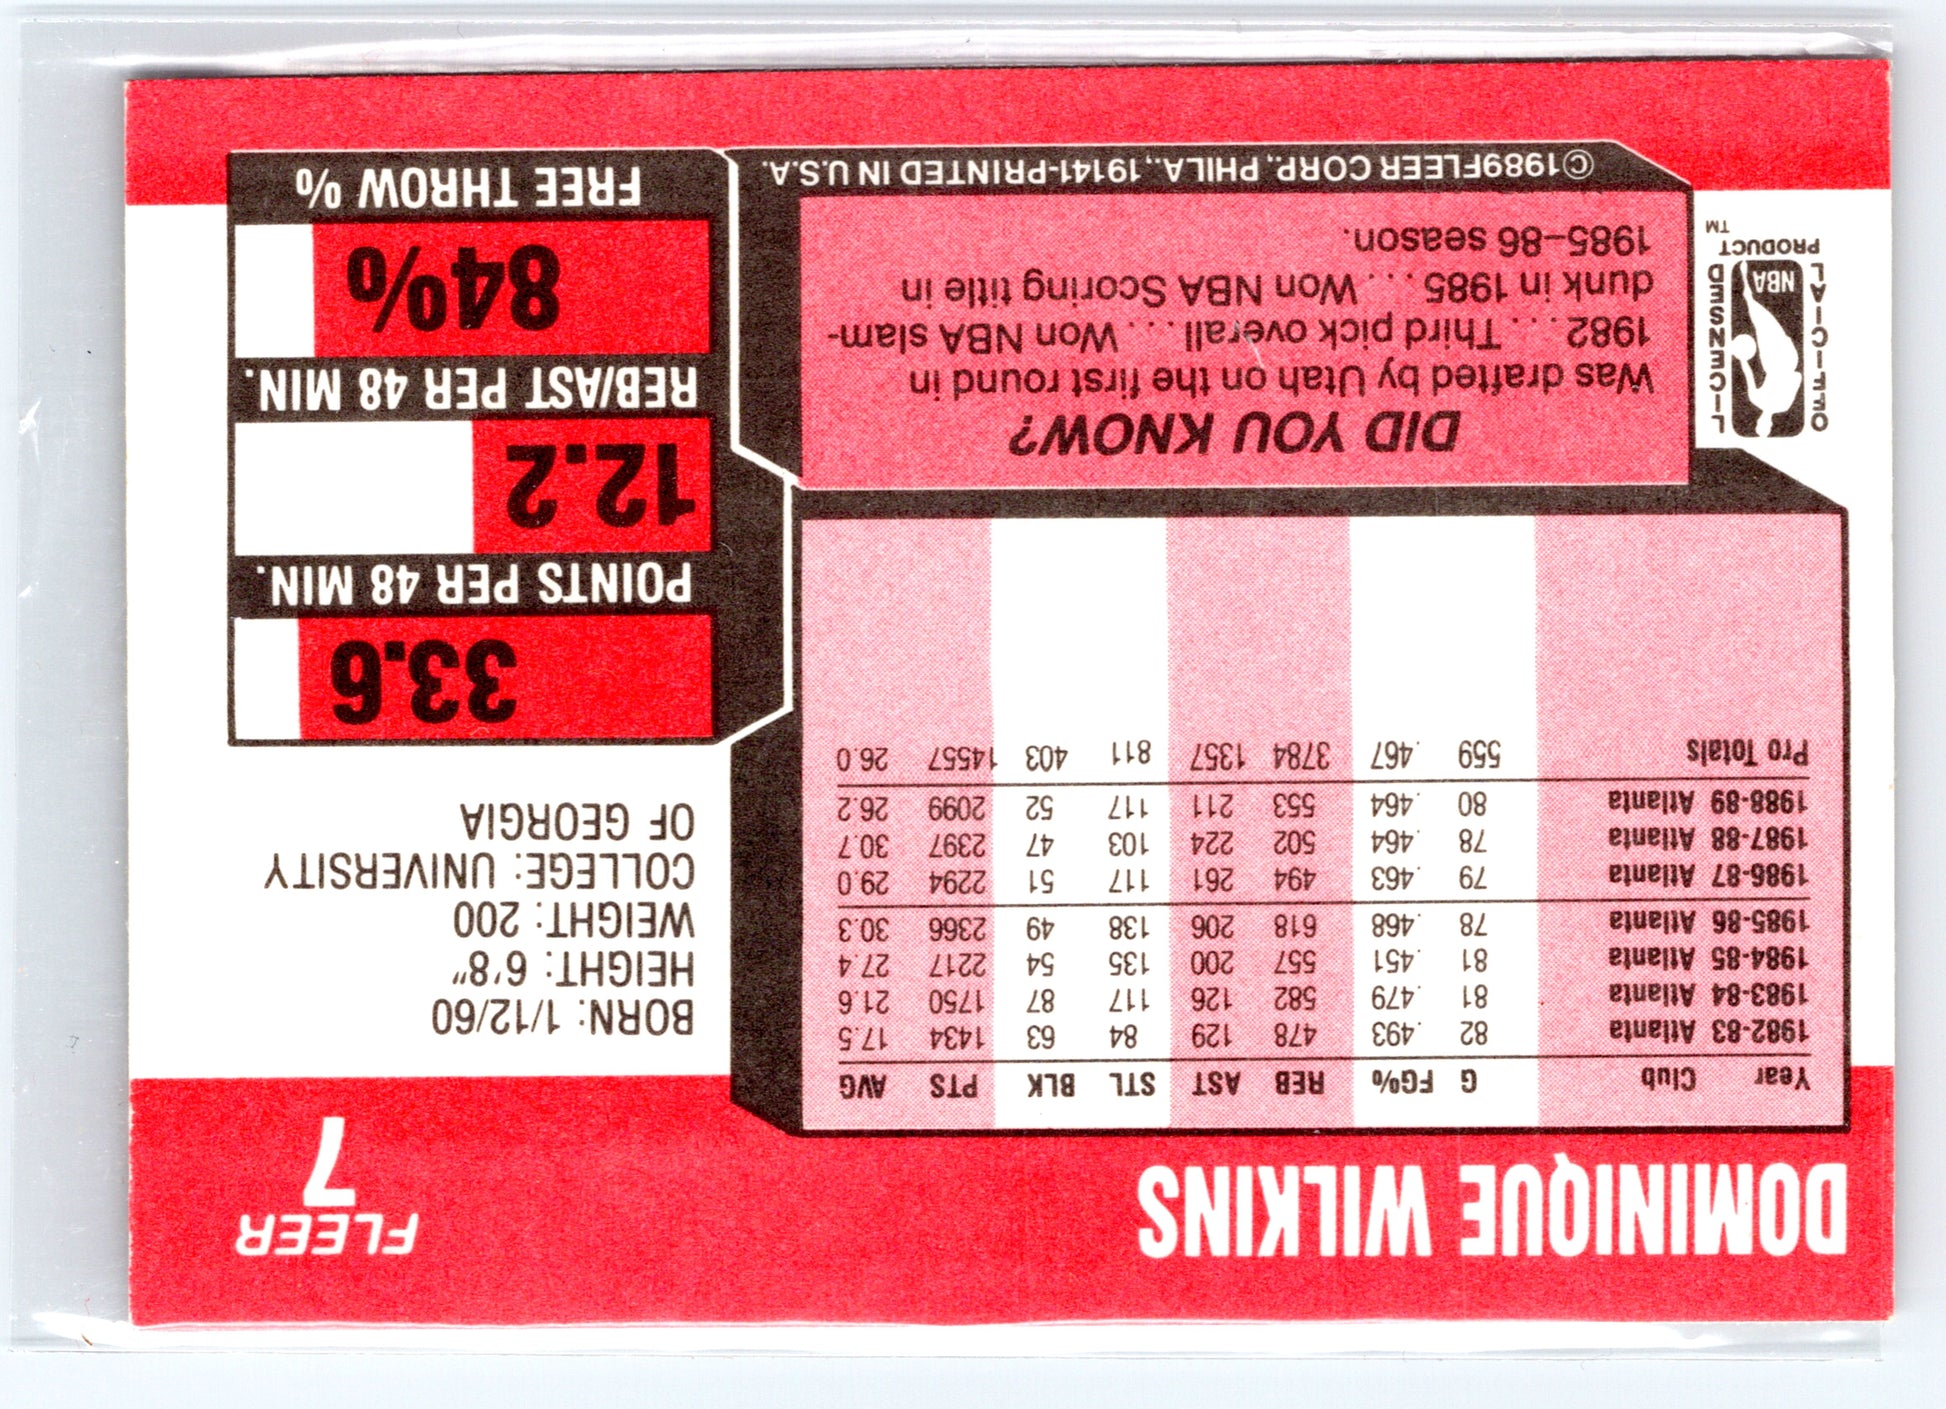 DOMINIQUE WILKINS
FLEER
7
Year Club G FG% REB AST STL BLK PTS AVG
1982-83 Atlanta 82 .493 478 129 84 63 1434 17.5
1983-84 Atlanta 81 .479 582 126 117 87 1750 21.6
1984-85 Atlanta 81 .451 557 200 135 54 2217 27.4
1985-86 Atlanta 78 .468 618 206 138 49 2366 30.3
1986-87 Atlanta 79 .463 494 261 117 51 2294 29.0
1987-88 Atlanta 78 .464 502 224 103 47 2397 30.7
1988-89 Atlanta 80 .464 553 211 117 52 2099 26.2
Pro Totals 559 .467 3784 1357 811 403 14557 26.0
BORN: 1/12/60
HEIGHT: 6'8"
WEIGHT: 200
COLLEGE: UNIVERSITY
OF GEORGIA
33.6
POINTS PER 48 MIN.
12.2
REB/AST PER 48 MIN.
84%
FREE THROW %
OFFICIAL
NBA
LICENSED
PRODUCT
TM
DID YOU KNOW?
Was drafted by Utah on the first round in
1982 . . . Third pick overall . . . Won NBA slam-
dunk in 1985 . . . Won NBA Scoring title in
1985–86 season.
©1989FLEER CORP., PHILA., 19141-PRINTED IN U.S.A.